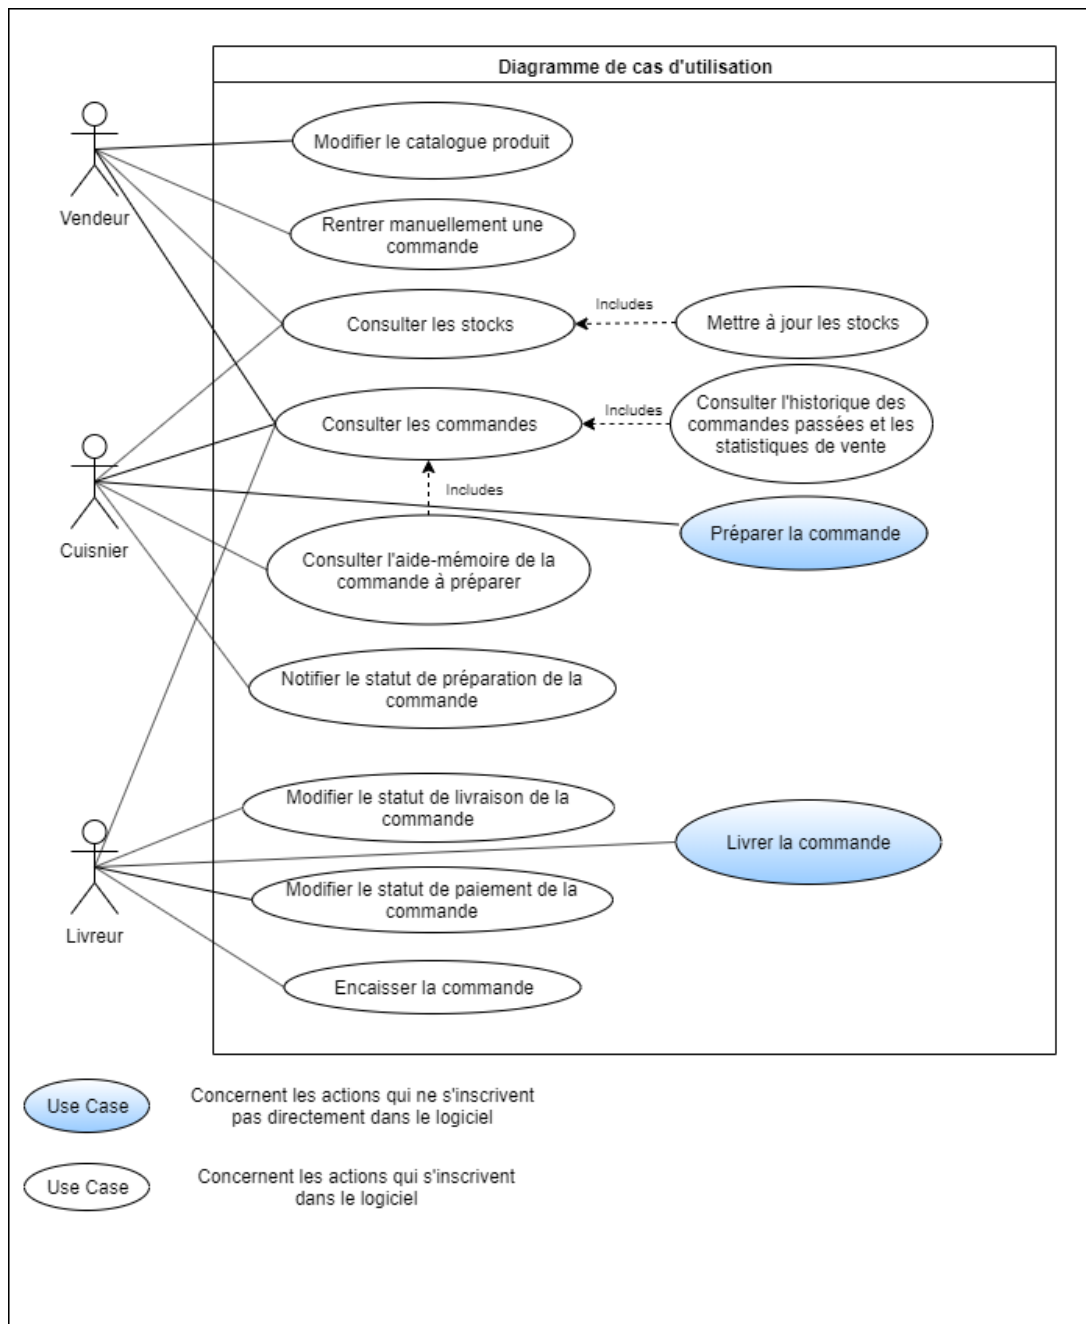 Diagramme de cas d'utilisation
Modifier le catalogue produit
Vendeur
Rentrer manuellement une
commande
Consulter les stocks
Includes
Mettre à jour les stocks
Consulter les commandes
Includes
Consulter l'historique des
commandes passées et les
statistiques de vente
Cuisnier
Includes
Préparer la commande
Consulter l'aide-mémoire de la
commande à préparer
Notifier le statut de préparation de la
commande
Modifier le statut de livraison de la
commande
Livrer la commande
Modifier le statut de paiement de la
commande
Livreur
Encaisser la commande
Use Case
Concernent les actions qui ne s'inscrivent
pas directement dans le logiciel
Use Case
Concernent les actions qui s'inscrivent
dans le logiciel